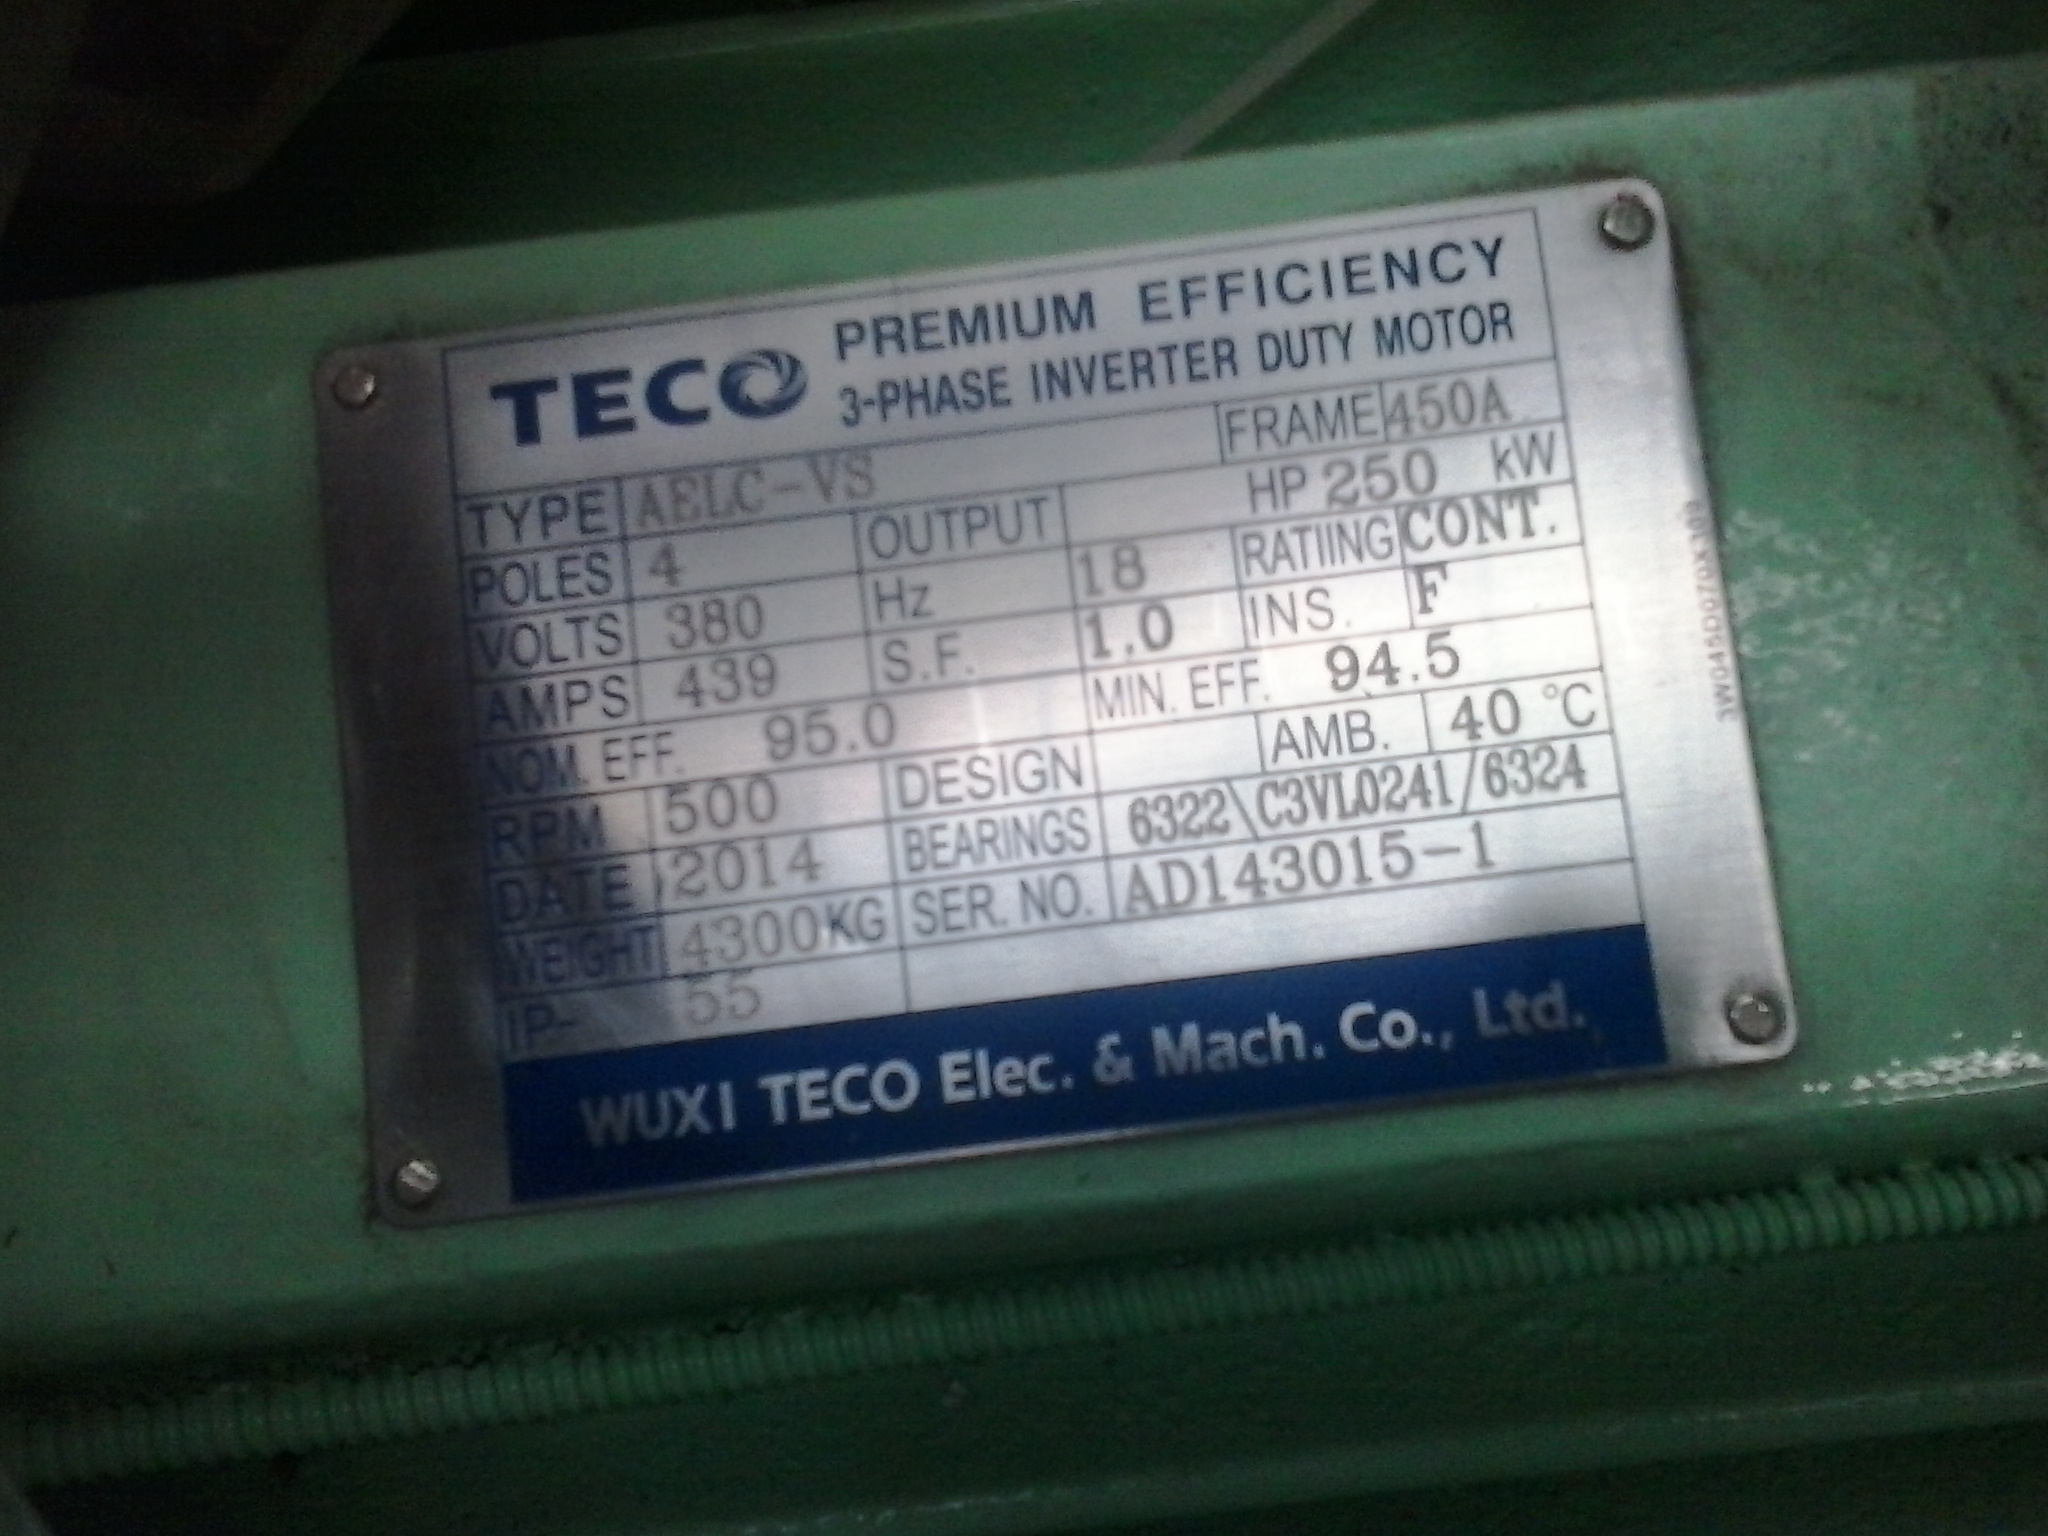 TECO PREMIUM EFFICIENCY
3-PHASE INVERTER DUTY MOTOR
TYPE AELC-VS FRAME 450A
POLES 4 OUTPUT HP 250 kW
VOLTS 380 Hz 18 RATIING CONT.
AMPS 439 S.F. 1.0 INS. F
NOM. EFF. 95.0 MIN. EFF. 94.5
RPM 500 DESIGN AMB. 40 °C
DATE 2014 BEARINGS 6322\C3VL0241/6324
WEIGHT 4300KG SER. NO. AD143015-1
IP- 55
WUXI TECO Elec. & Mach. Co., Ltd.